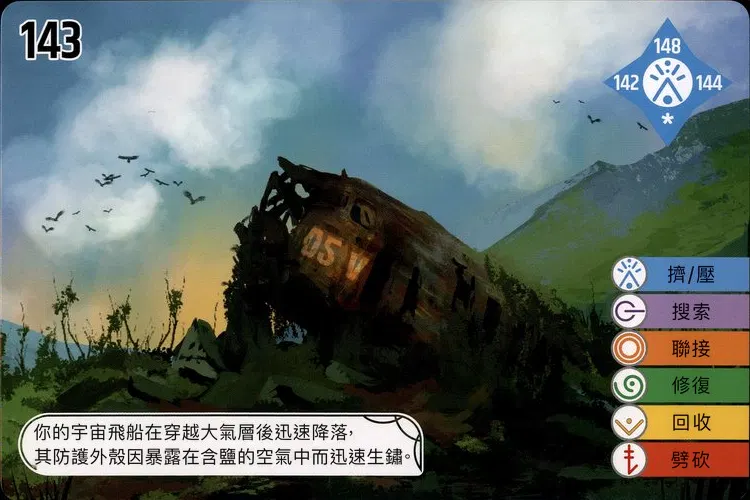 143
148
142
144
*
OSV
擠/壓
搜索
聯接
修復
回收
劈砍
你的宇宙飛船在穿越大氣層後迅速降落,
其防護外殼因暴露在含鹽的空氣中而迅速生鏽。